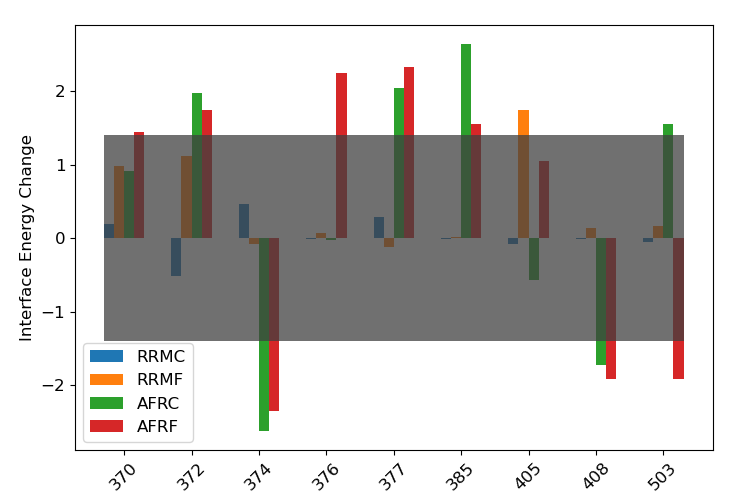 Interface Energy Change
2
1
0
−1
−2
RRMC
RRMF
AFRC
AFRF
370 372 374 376 377 385 405 408 503